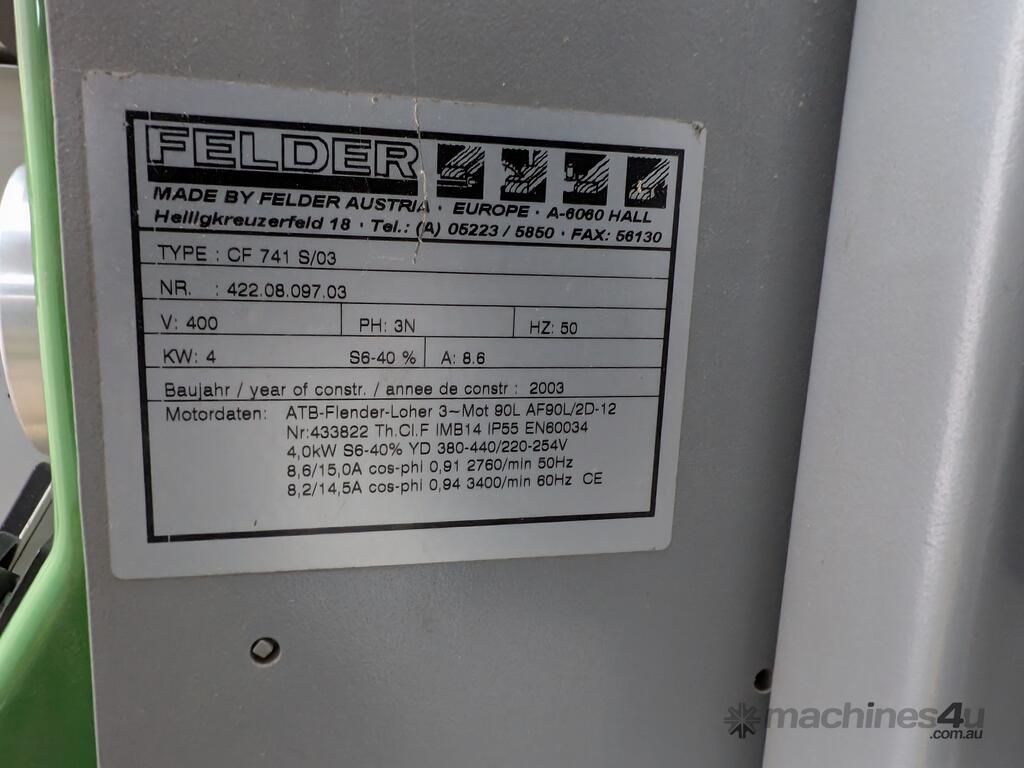 FELDER
MADE BY FELDER AUSTRIA · EUROPE · A-6060 HALL
Heiligkreuzerfeld 18 · Tel.: (A) 05223 / 5850 · FAX: 56130
TYPE : CF 741 S/03
NR. : 422.08.097.03
V: 400 PH: 3N HZ: 50
KW: 4 S6-40 % A: 8.6
Baujahr / year of constr. / annee de constr : 2003
Motordaten: ATB-Flender-Loher 3~Mot 90L AF90L/2D-12
Nr:433822 Th.Cl.F IMB14 IP55 EN60034
4,0kW S6-40% YD 380-440/220-254V
8,6/15,0A cos-phi 0,91 2760/min 50Hz
8,2/14,5A cos-phi 0,94 3400/min 60Hz CE
machines4u
.com.au